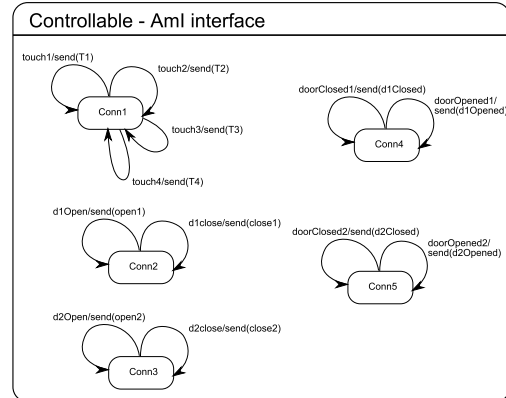 Controllable - AmI interface
touch1/send(T1)
touch2/send(T2)
Conn1
touch3/send(T3)
touch4/send(T4)
doorClosed1/send(d1Closed)
doorOpened1/
send(d1Opened)
Conn4
d1Open/send(open1)
d1close/send(close1)
Conn2
doorClosed2/send(d2Closed)
doorOpened2/
send(d2Opened)
Conn5
d2Open/send(open2)
d2close/send(close2)
Conn3